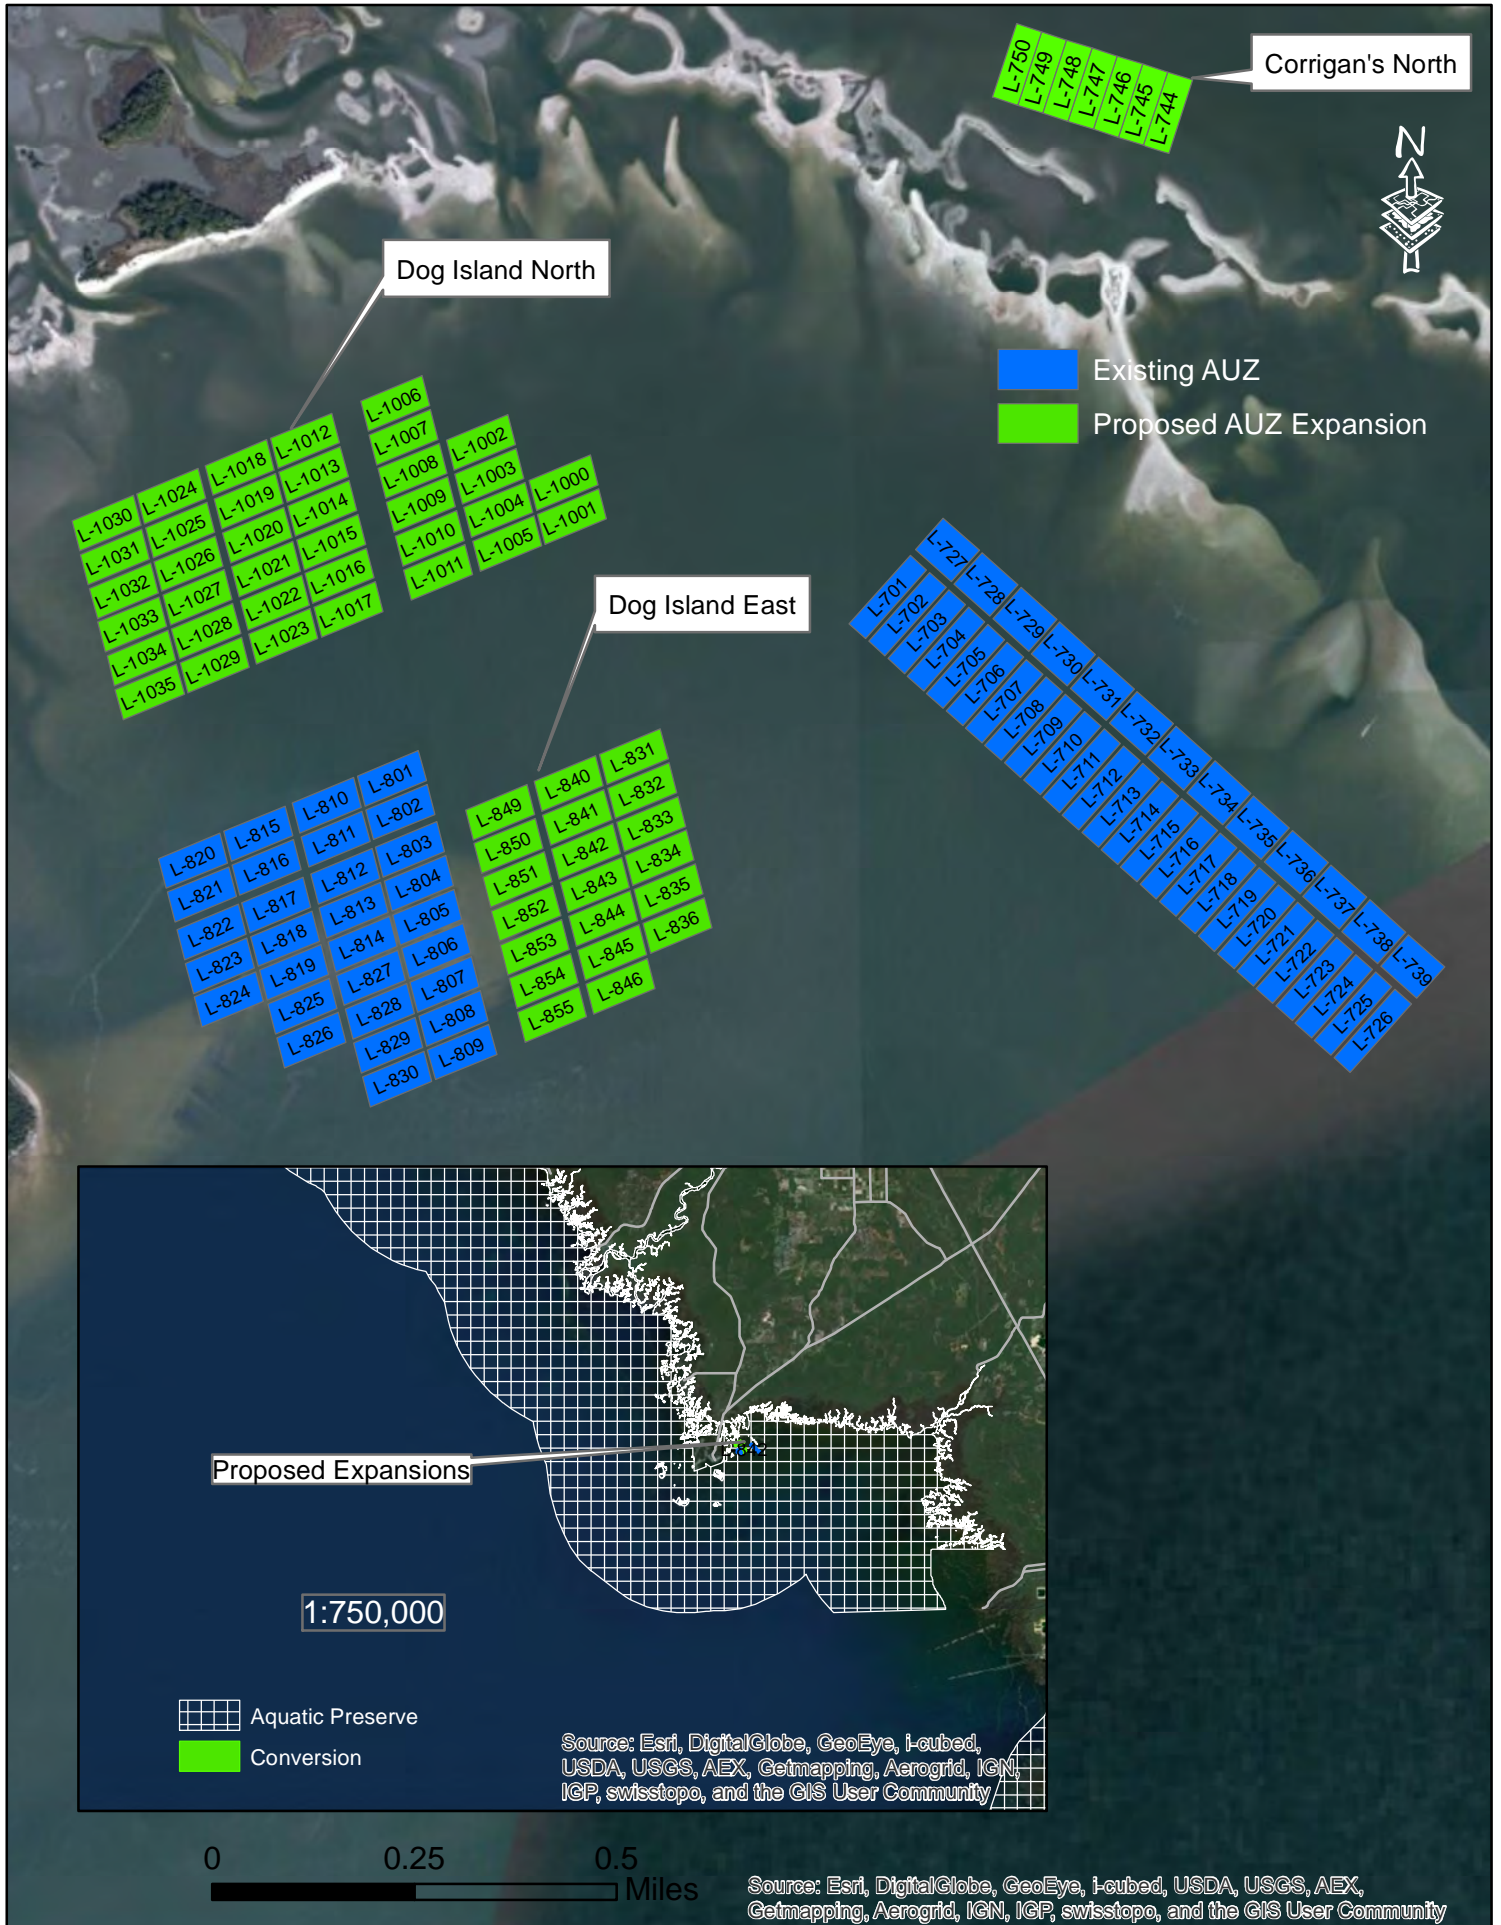 L-750
L-749
L-748
L-747
L-746
L-745
L-744
Corrigan's North
N
Dog Island North
Existing AUZ
Proposed AUZ Expansion
L-1030
L-1031
L-1032
L-1033
L-1034
L-1035
L-1024
L-1025
L-1026
L-1027
L-1028
L-1029
L-1018
L-1019
L-1020
L-1021
L-1022
L-1023
L-1012
L-1013
L-1014
L-1015
L-1016
L-1017
L-1006
L-1007
L-1008
L-1009
L-1010
L-1011
L-1002
L-1003
L-1004
L-1005
L-1000
L-1001
Dog Island East
L-727
L-728
L-729
L-730
L-731
L-732
L-733
L-734
L-735
L-736
L-737
L-738
L-739
L-701
L-702
L-703
L-704
L-705
L-706
L-707
L-708
L-709
L-710
L-711
L-712
L-713
L-714
L-715
L-716
L-717
L-718
L-719
L-720
L-721
L-722
L-723
L-724
L-725
L-726
L-820
L-821
L-822
L-823
L-824
L-815
L-816
L-817
L-818
L-819
L-825
L-826
L-810
L-811
L-812
L-813
L-814
L-827
L-828
L-829
L-830
L-801
L-802
L-803
L-804
L-805
L-806
L-807
L-808
L-809
L-849
L-850
L-851
L-852
L-853
L-854
L-855
L-840
L-841
L-842
L-843
L-844
L-845
L-846
L-831
L-832
L-833
L-834
L-835
L-836
Proposed Expansions
1:750,000
Aquatic Preserve
Conversion
Source: Esri, DigitalGlobe, GeoEye, i-cubed,
USDA, USGS, AEX, Getmapping, Aerogrid, IGN,
IGP, swisstopo, and the GIS User Community
0 0.25 0.5
Miles
Source: Esri, DigitalGlobe, GeoEye, i-cubed, USDA, USGS, AEX,
Getmapping, Aerogrid, IGN, IGP, swisstopo, and the GIS User Community